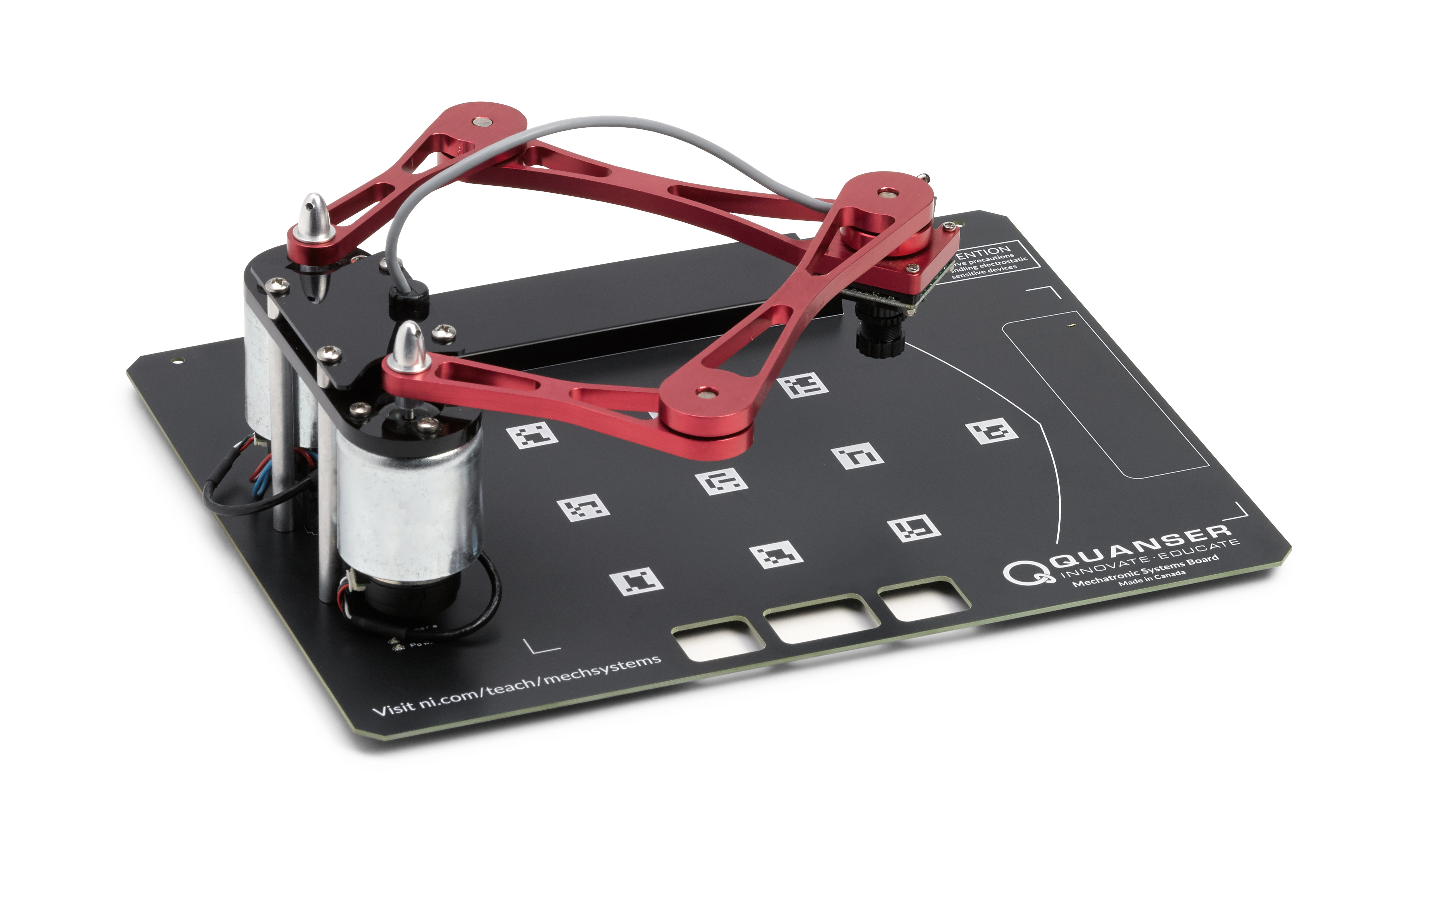 ENTION
precautions
ndling electrostatic
sensitive devices
QUANSER
INNOVATE·EDUCATE
Mechatronic Systems Board
Made in Canada
Visit ni.com/teach/mechsystems